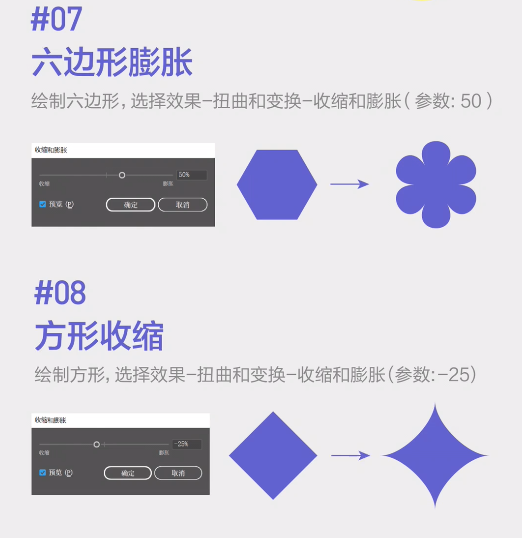 #07
六边形膨胀
绘制六边形，选择效果-扭曲和变换-收缩和膨胀（参数: 50）
收缩和膨胀
50%
收缩 膨胀
预览 (P)
确定
取消
#08
方形收缩
绘制方形，选择效果-扭曲和变换-收缩和膨胀（参数:-25）
收缩和膨胀
-25%
收缩 膨胀
预览 (P)
确定
取消